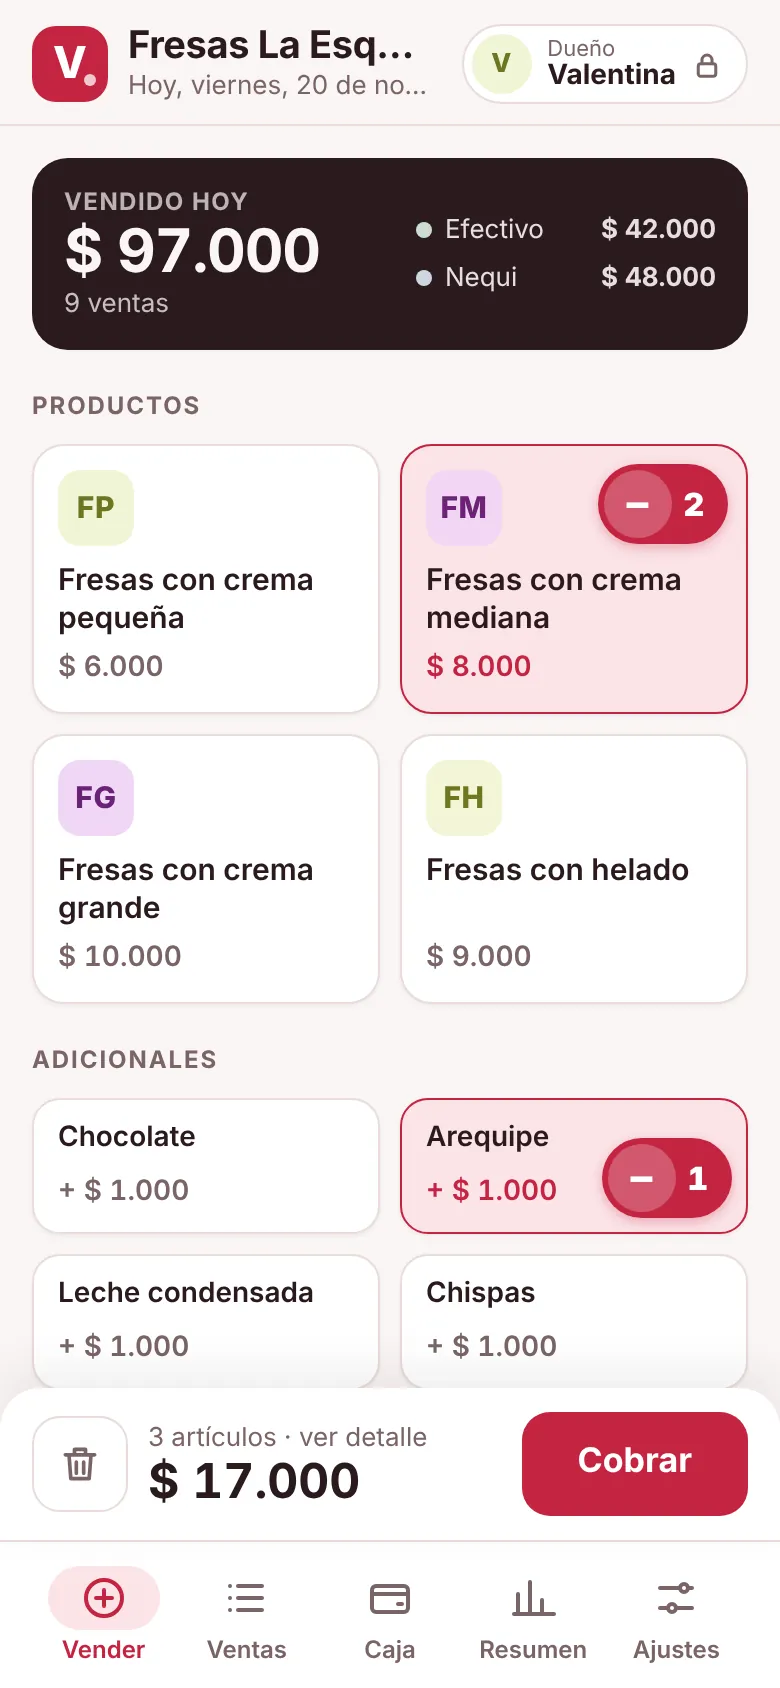 V.
Fresas La Esq...
Hoy, viernes, 20 de no...
V
Dueño
Valentina
VENDIDO HOY
$ 97.000
9 ventas
Efectivo $ 42.000
Nequi $ 48.000
PRODUCTOS
FP
Fresas con crema
pequeña
$ 6.000
FM
– 2
Fresas con crema
mediana
$ 8.000
FG
Fresas con crema
grande
$ 10.000
FH
Fresas con helado
$ 9.000
ADICIONALES
Chocolate
+ $ 1.000
Arequipe
+ $ 1.000
– 1
Leche condensada
+ $ 1.000
Chispas
+ $ 1.000
3 artículos · ver detalle
$ 17.000
Cobrar
Vender
Ventas
Caja
Resumen
Ajustes